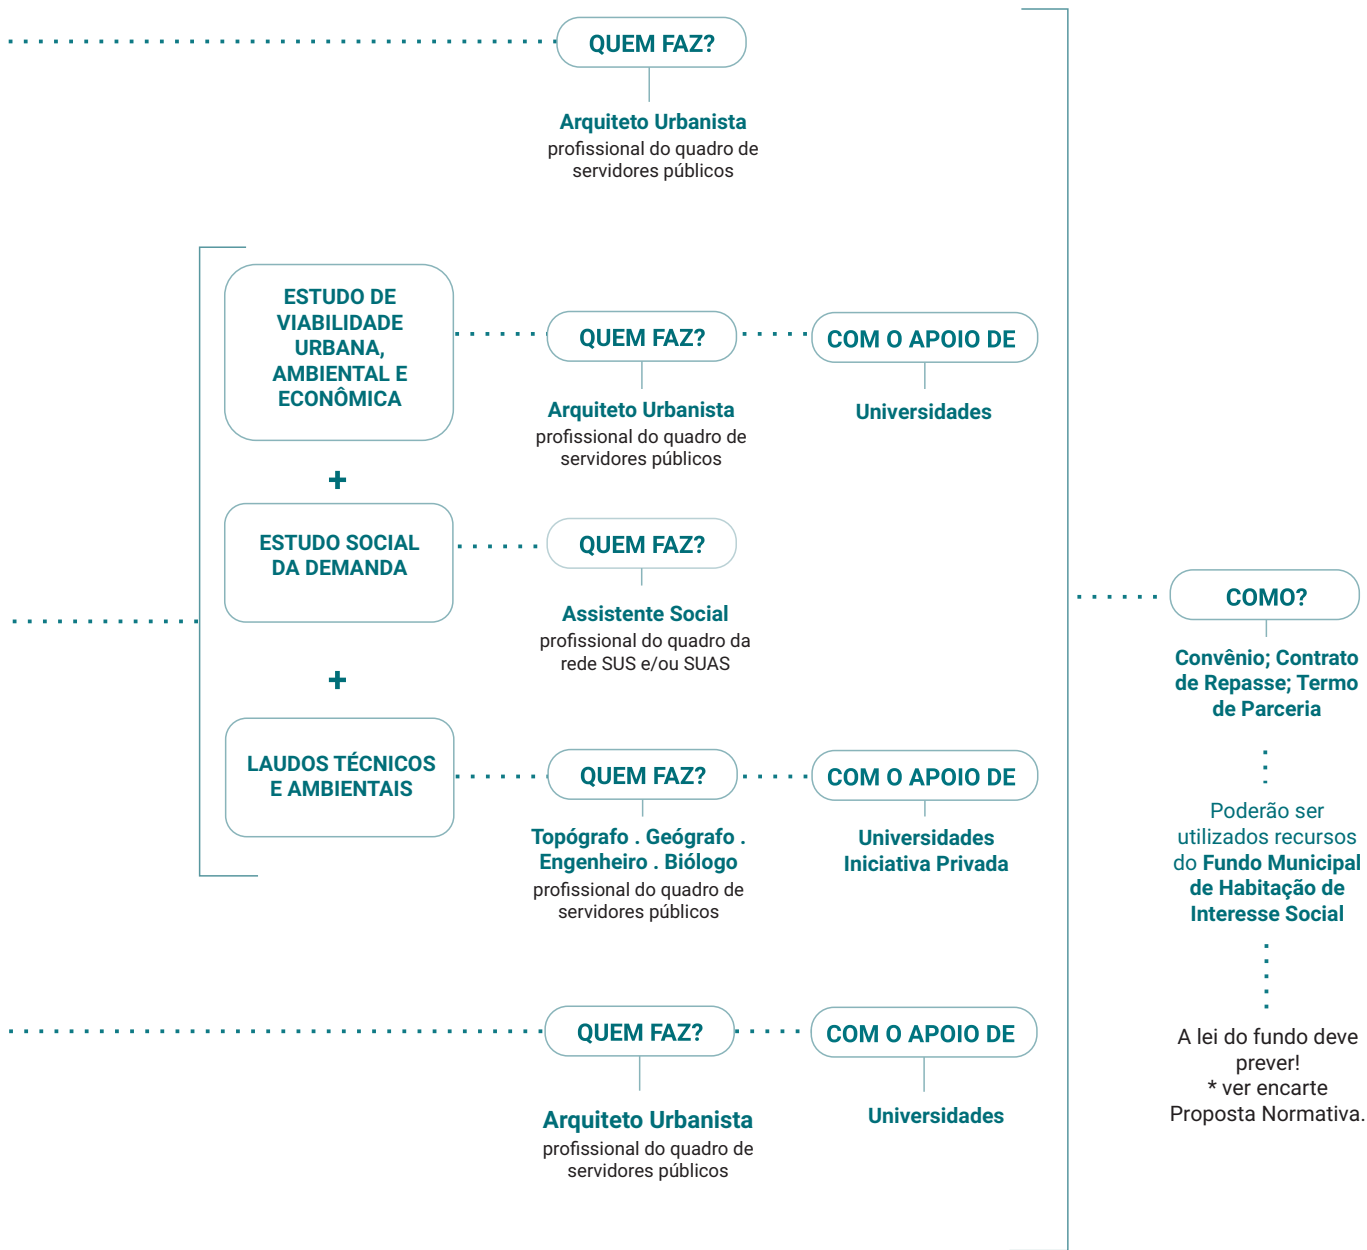 QUEM FAZ?
Arquiteto Urbanista
profissional do quadro de
servidores públicos
ESTUDO DE
VIABILIDADE
URBANA,
AMBIENTAL E
ECONÔMICA
QUEM FAZ?
Arquiteto Urbanista
profissional do quadro de
servidores públicos
COM O APOIO DE
Universidades
+
ESTUDO SOCIAL
DA DEMANDA
QUEM FAZ?
Assistente Social
profissional do quadro da
rede SUS e/ou SUAS
+
LAUDOS TÉCNICOS
E AMBIENTAIS
QUEM FAZ?
Topógrafo . Geógrafo .
Engenheiro . Biólogo
profissional do quadro de
servidores públicos
COM O APOIO DE
Universidades
Iniciativa Privada
QUEM FAZ?
Arquiteto Urbanista
profissional do quadro de
servidores públicos
COM O APOIO DE
Universidades
COMO?
Convênio; Contrato
de Repasse; Termo
de Parceria
Poderão ser
utilizados recursos
do Fundo Municipal
de Habitação de
Interesse Social
A lei do fundo deve
prever!
* ver encarte
Proposta Normativa.